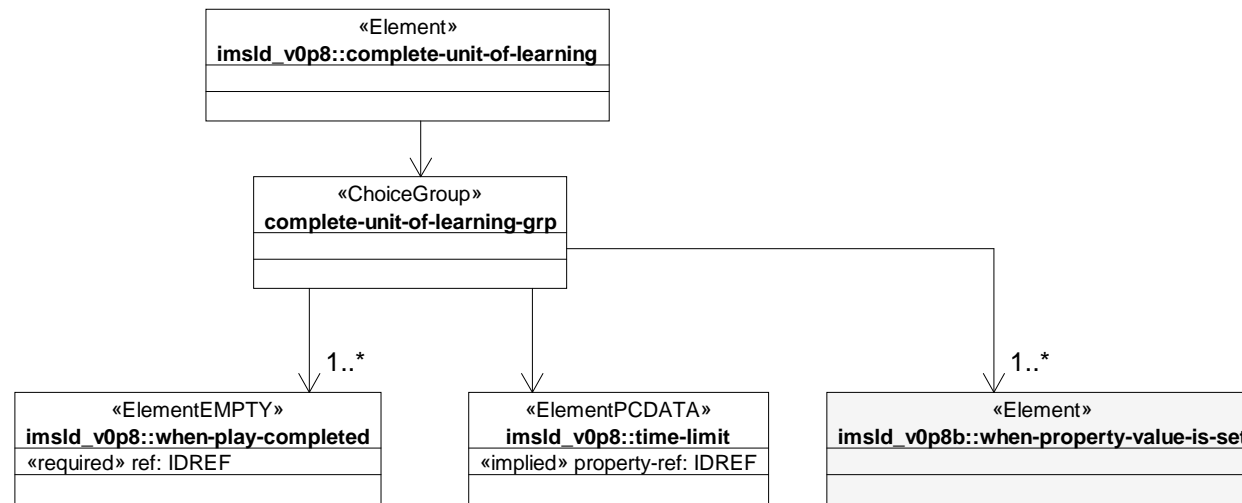 «Element»
imsld_v0p8::complete-unit-of-learning
«ChoiceGroup»
complete-unit-of-learning-grp
1..*
1..*
«ElementEMPTY»
imsld_v0p8::when-play-completed
«required» ref: IDREF
«ElementPCDATA»
imsld_v0p8::time-limit
«implied» property-ref: IDREF
«Element»
imsld_v0p8b::when-property-value-is-set